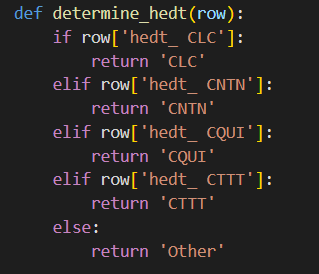 def determine_hedt(row):
    if row['hedt_ CLC']:
        return 'CLC'
    elif row['hedt_ CNTN']:
        return 'CNTN'
    elif row['hedt_ CQUI']:
        return 'CQUI'
    elif row['hedt_ CTTT']:
        return 'CTTT'
    else:
        return 'Other'